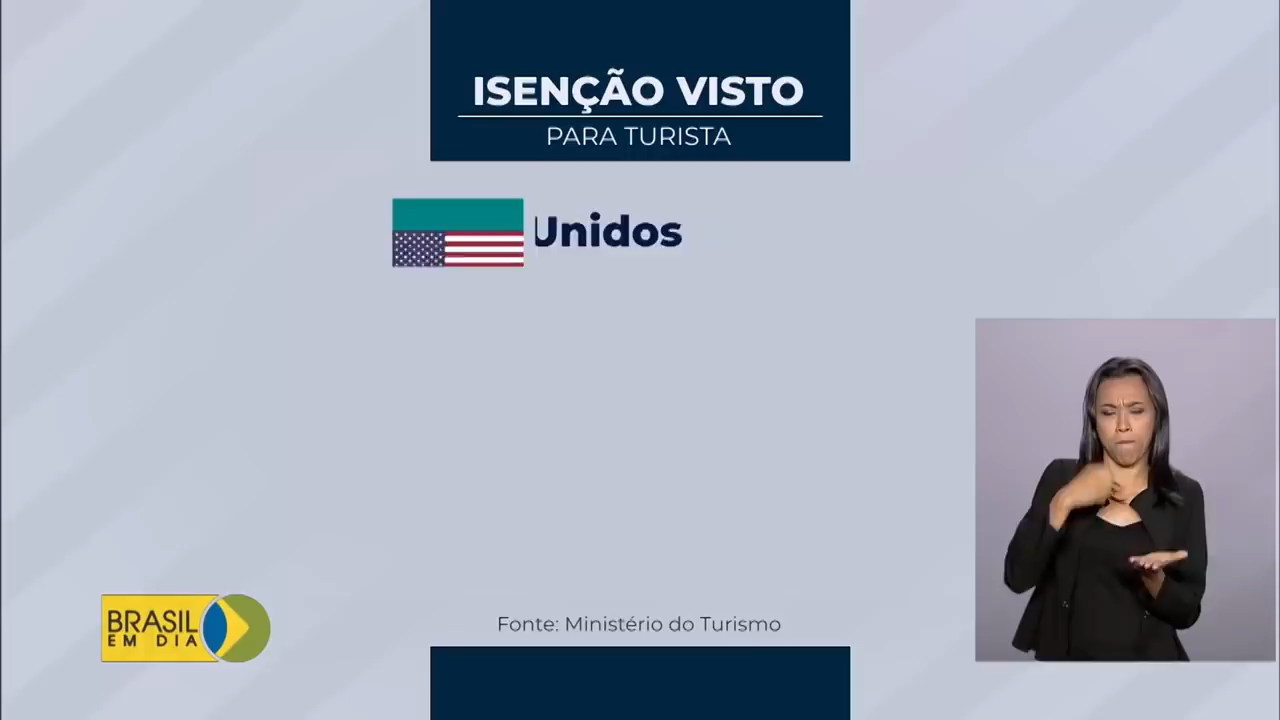 ISENÇÃO VISTO
PARA TURISTA
Unidos
Fonte: Ministério do Turismo
BRASIL
EM DIA